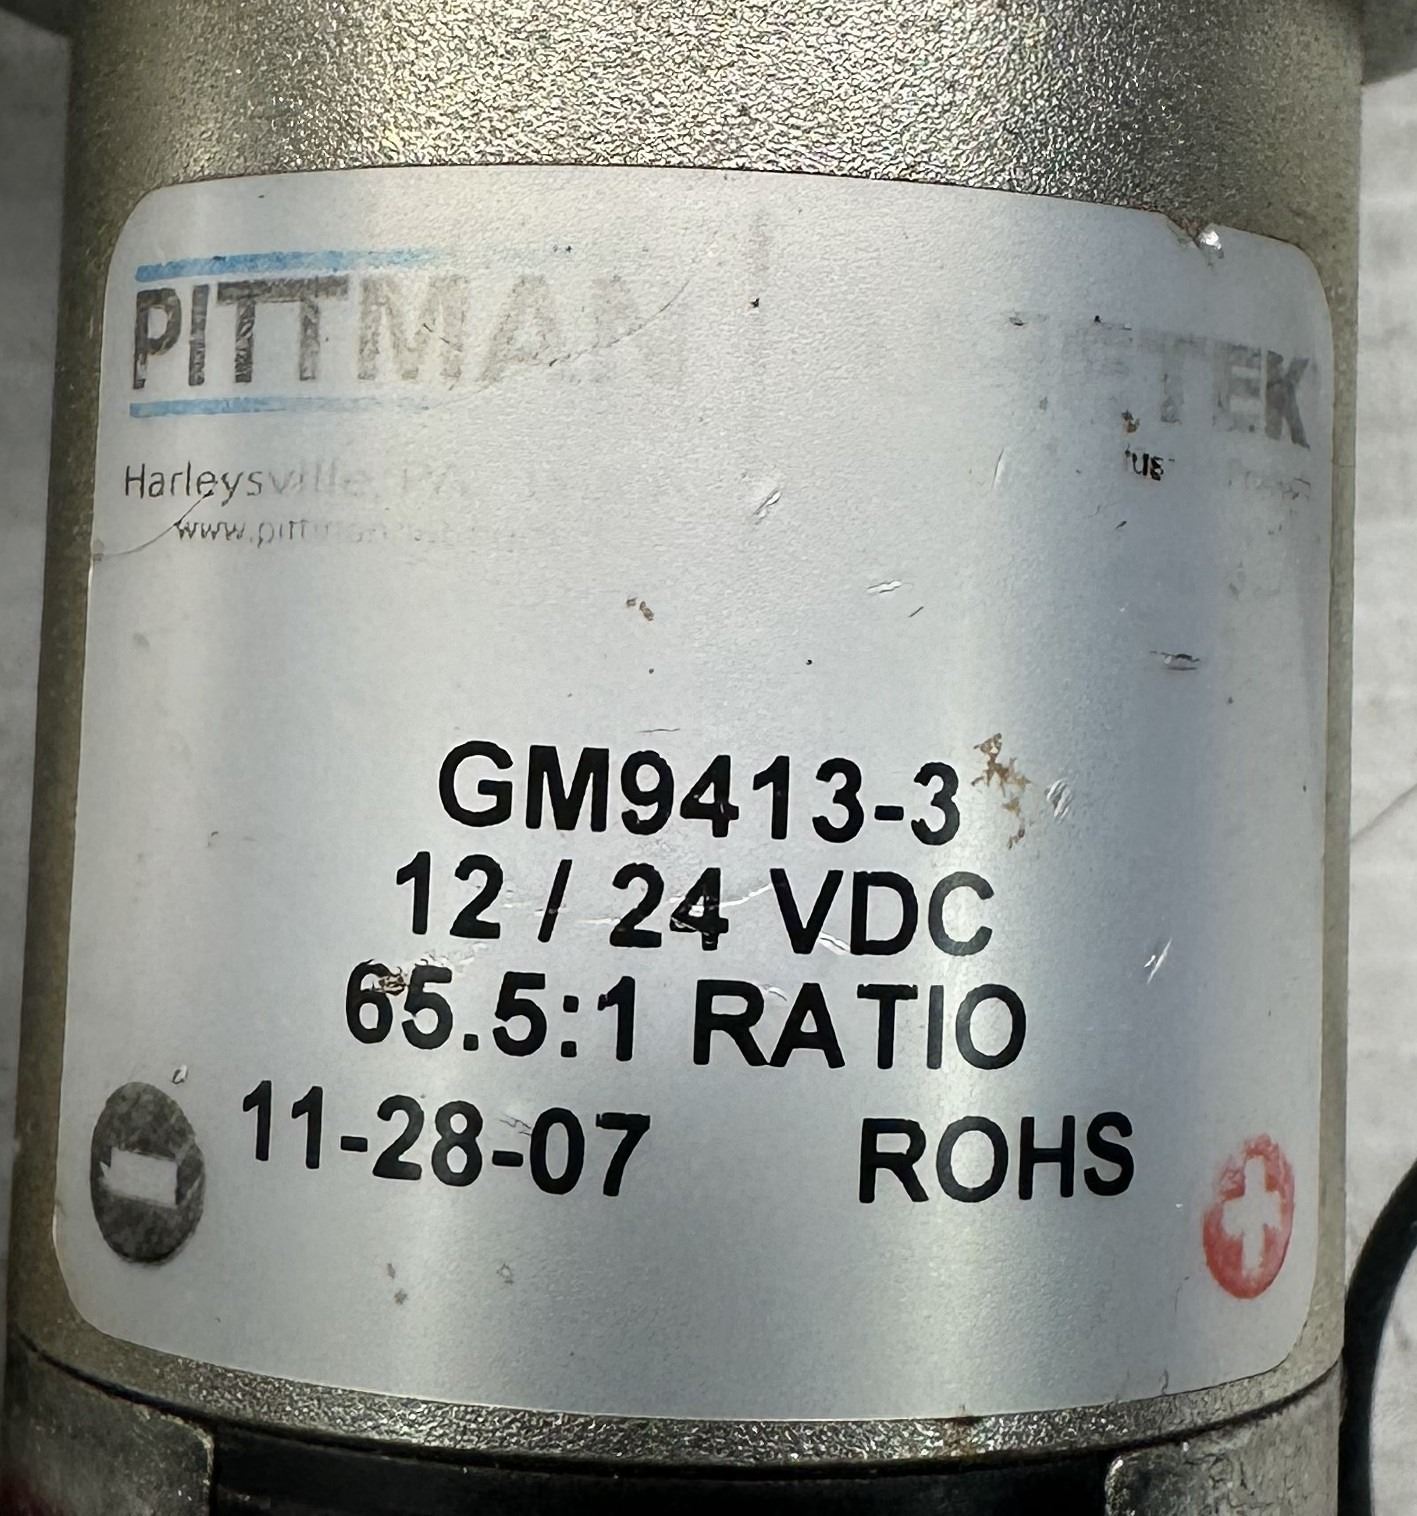 PITTMAN
Harleysville, PA
GM9413-3
12 / 24 VDC
65.5:1 RATIO
11-28-07 ROHS